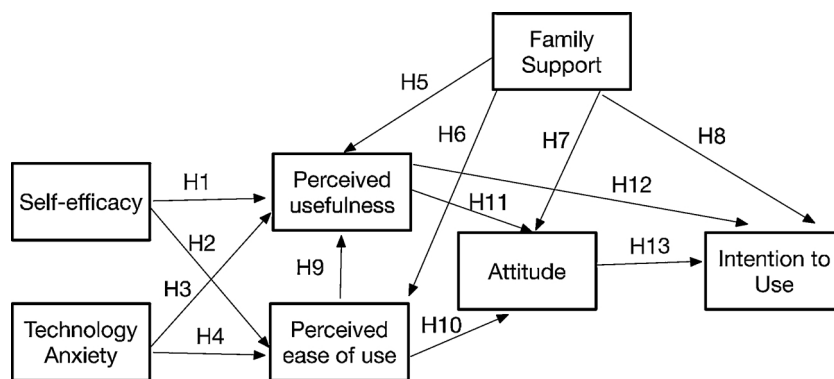 Family
Support
H5
H6
H7
H8
Self-efficacy
H1
Perceived
usefulness
H12
H11
H2
H3
H9
Attitude
H13
Intention to
Use
Technology
Anxiety
H4
Perceived
ease of use
H10